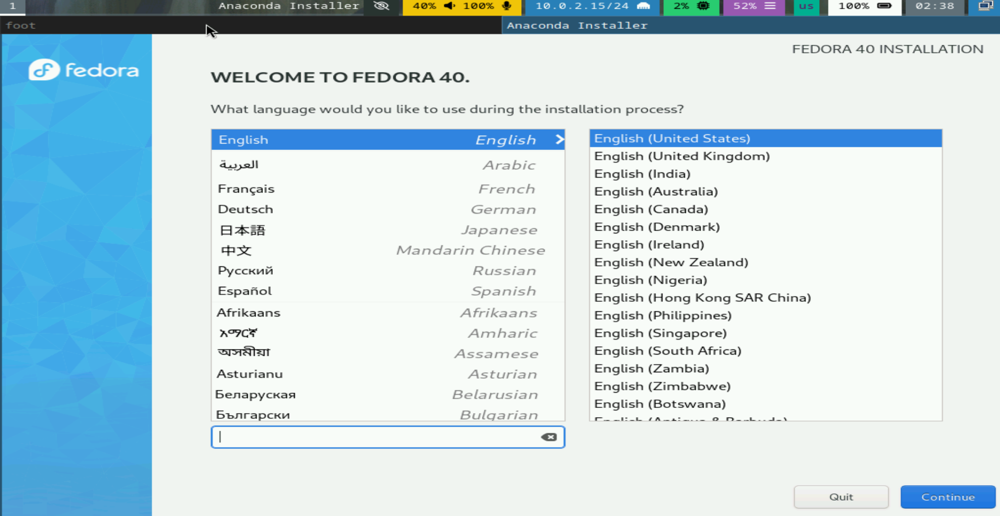 1 Anaconda Installer 40% 100% 10.0.2.15/24 2% 52% us 100% 02:38
foot Anaconda Installer
fedora
FEDORA 40 INSTALLATION
WELCOME TO FEDORA 40.
What language would you like to use during the installation process?
English English
العربية Arabic
Français French
Deutsch German
日本語 Japanese
中文 Mandarin Chinese
Русский Russian
Español Spanish
Afrikaans Afrikaans
አማርኛ Amharic
অসমীয়া Assamese
Asturianu Asturian
Беларуская Belarusian
Български Bulgarian
English (United States)
English (United Kingdom)
English (India)
English (Australia)
English (Canada)
English (Denmark)
English (Ireland)
English (New Zealand)
English (Nigeria)
English (Hong Kong SAR China)
English (Philippines)
English (Singapore)
English (South Africa)
English (Zambia)
English (Zimbabwe)
English (Botswana)
English (Antigua & Barbuda)
Quit Continue